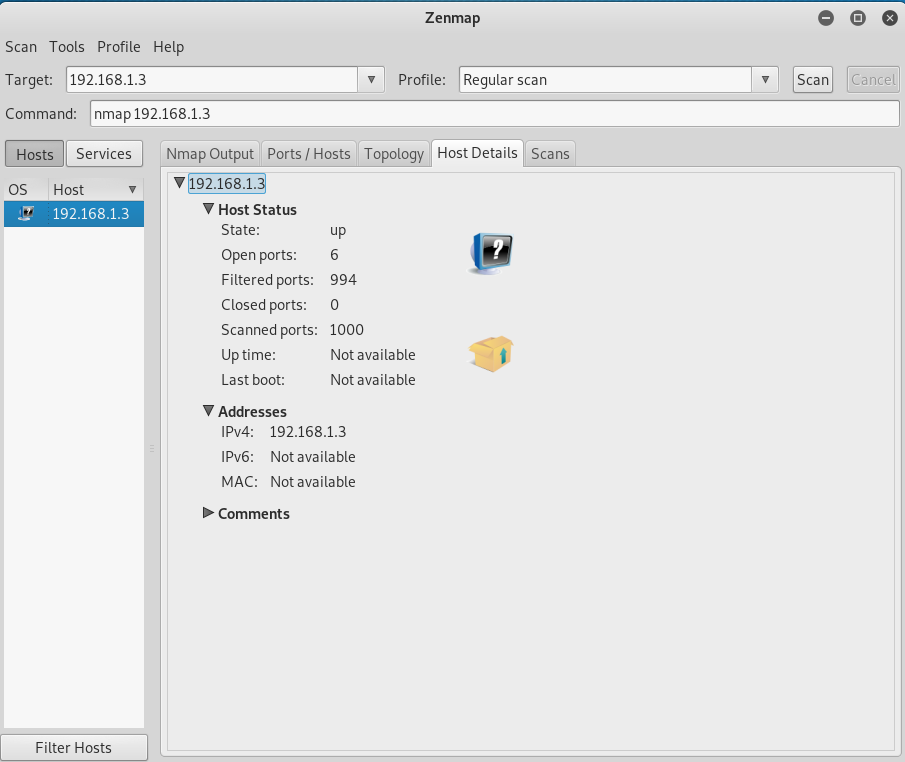 Zenmap
Scan Tools Profile Help
Target: 192.168.1.3 Profile: Regular scan Scan Cancel
Command: nmap 192.168.1.3
Hosts Services Nmap Output Ports / Hosts Topology Host Details Scans
OS Host
192.168.1.3
192.168.1.3
Host Status
State: up
Open ports: 6
Filtered ports: 994
Closed ports: 0
Scanned ports: 1000
Up time: Not available
Last boot: Not available
Addresses
IPv4: 192.168.1.3
IPv6: Not available
MAC: Not available
Comments
Filter Hosts